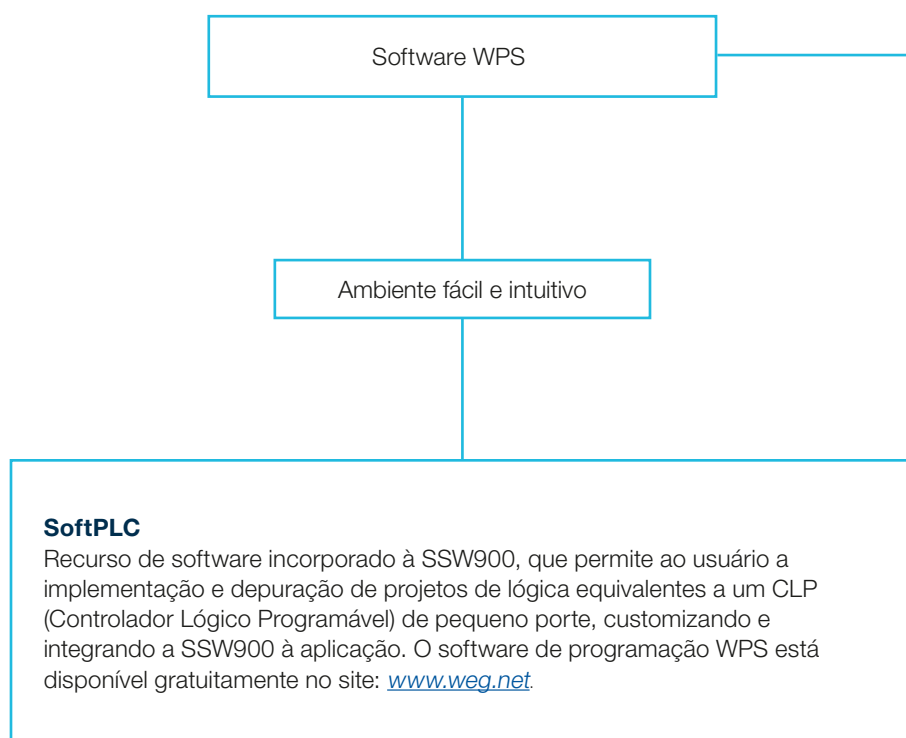 Software WPS
Ambiente fácil e intuitivo
SoftPLC
Recurso de software incorporado à SSW900, que permite ao usuário a
implementação e depuração de projetos de lógica equivalentes a um CLP
(Controlador Lógico Programável) de pequeno porte, customizando e
integrando a SSW900 à aplicação. O software de programação WPS está
disponível gratuitamente no site: www.weg.net.